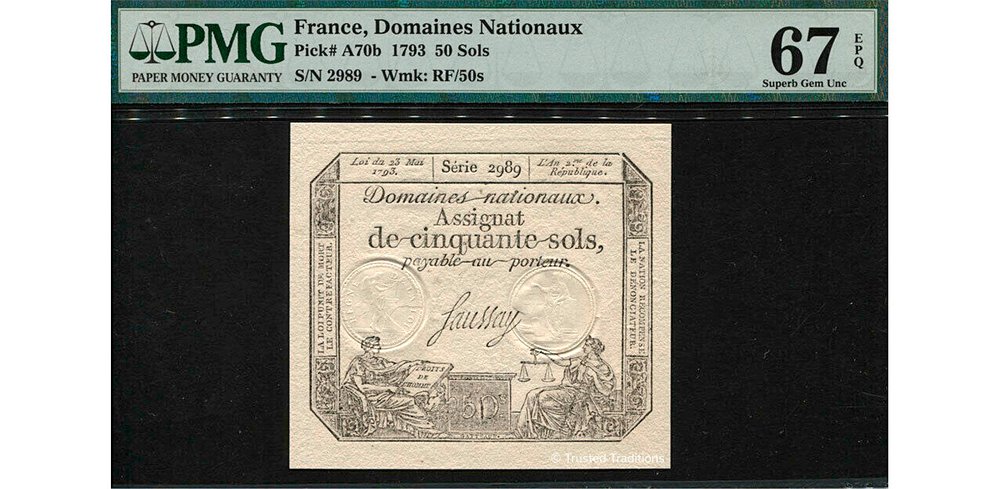 PMG
PAPER MONEY GUARANTY
France, Domaines Nationaux
Pick# A70b 1793 50 Sols
S/N 2989 - Wmk: RF/50s
67 EPQ
Superb Gem Unc
Loi du 23 Mai
1793.
Série 2989
L'An 2.me de la
République.
Domaines nationaux.
Assignat
de cinquante sols,
payable au porteur.
LA LOI PUNIT DE MORT
LE CONTREFACTEUR.
LA NATION RÉCOMPENSE
LE DÉNONCIATEUR.
Saussay
DROITS
DE
L'HOMME
50
© Trusted Traditions